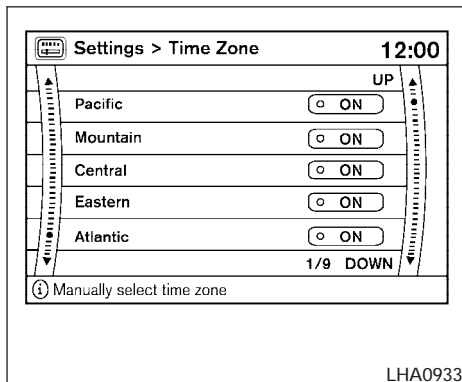 Settings > Time Zone 12:00
UP
Pacific ON
Mountain ON
Central ON
Eastern ON
Atlantic ON
1/9 DOWN
i Manually select time zone
LHA0933